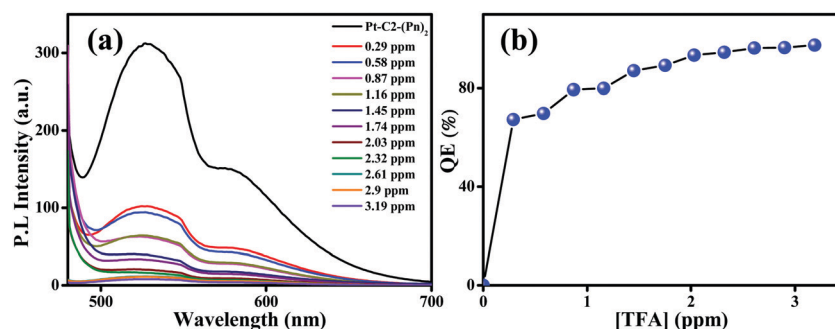 (a)
Pt-C2-(Pn)₂
0.29 ppm
0.58 ppm
0.87 ppm
1.16 ppm
1.45 ppm
1.74 ppm
2.03 ppm
2.32 ppm
2.61 ppm
2.9 ppm
3.19 ppm
300
200
100
0
P.L Intensity (a.u.)
500 600 700
Wavelength (nm)
(b)
80
40
0
QE (%)
0 1 2 3
[TFA] (ppm)